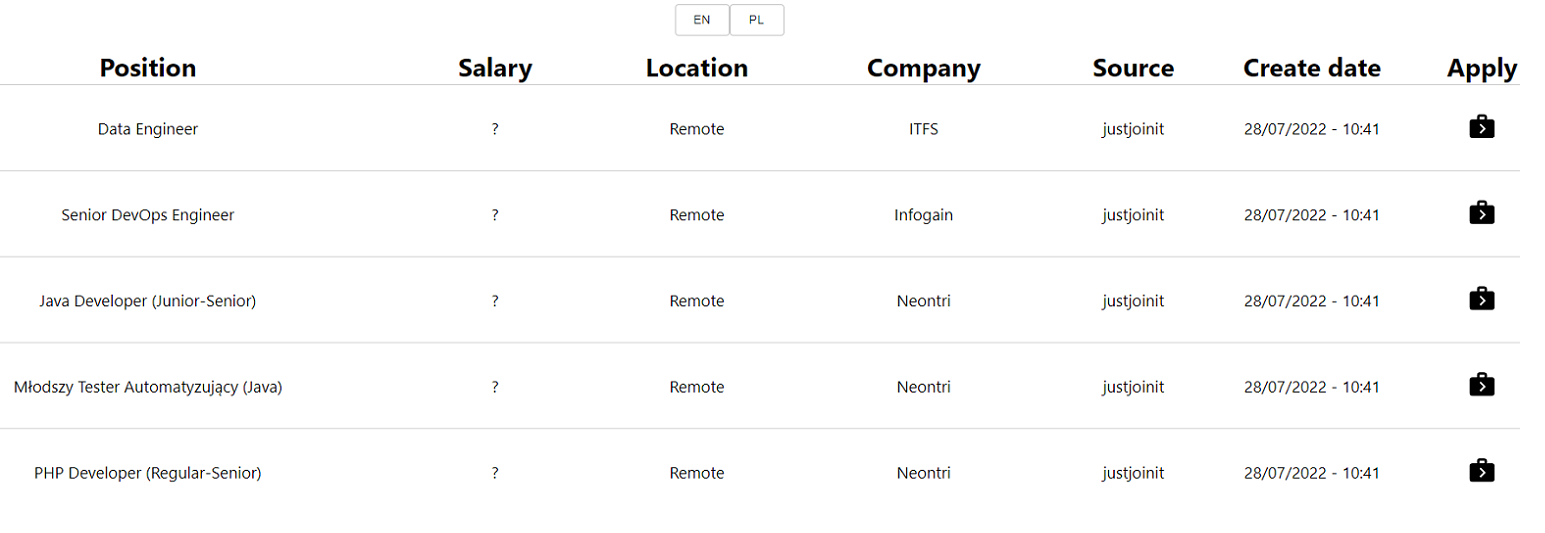 EN PL
Position Salary Location Company Source Create date Apply
Data Engineer ? Remote ITFS justjoinit 28/07/2022 - 10:41
Senior DevOps Engineer ? Remote Infogain justjoinit 28/07/2022 - 10:41
Java Developer (Junior-Senior) ? Remote Neontri justjoinit 28/07/2022 - 10:41
Młodszy Tester Automatyzujący (Java) ? Remote Neontri justjoinit 28/07/2022 - 10:41
PHP Developer (Regular-Senior) ? Remote Neontri justjoinit 28/07/2022 - 10:41